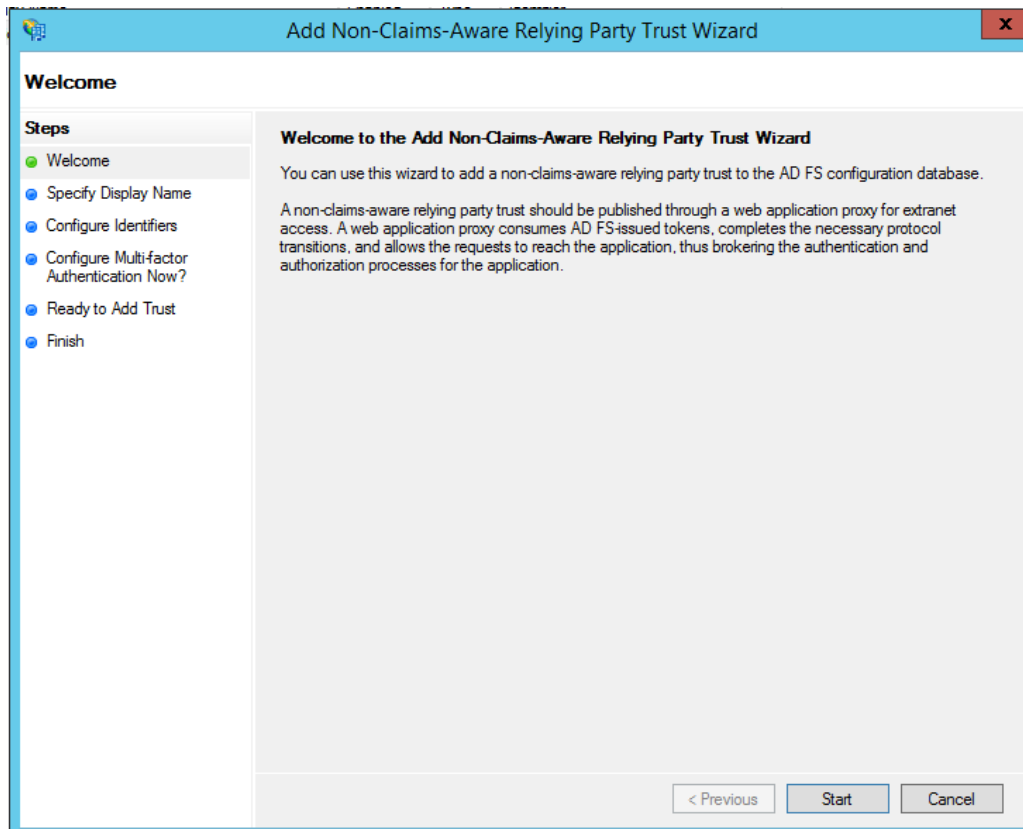 Add Non-Claims-Aware Relying Party Trust Wizard
x
Welcome
Steps
Welcome
Specify Display Name
Configure Identifiers
Configure Multi-factor
Authentication Now?
Ready to Add Trust
Finish
Welcome to the Add Non-Claims-Aware Relying Party Trust Wizard
You can use this wizard to add a non-claims-aware relying party trust to the AD FS configuration database.
A non-claims-aware relying party trust should be published through a web application proxy for extranet
access. A web application proxy consumes AD FS-issued tokens, completes the necessary protocol
transitions, and allows the requests to reach the application, thus brokering the authentication and
authorization processes for the application.
< Previous
Start
Cancel